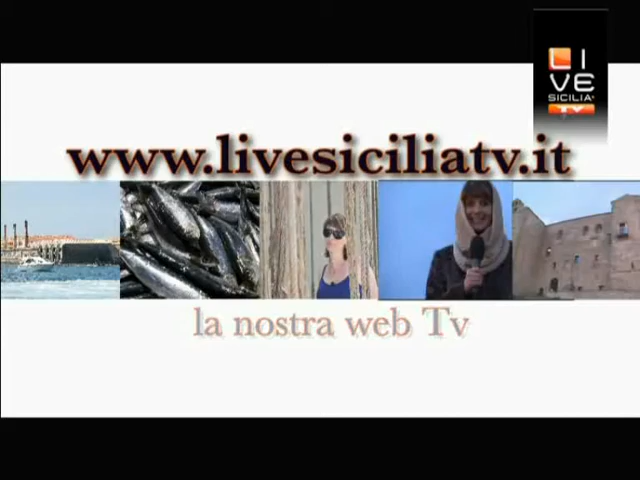 LI
VE
SICILIA
TV
www.livesiciliatv.it
la nostra web Tv